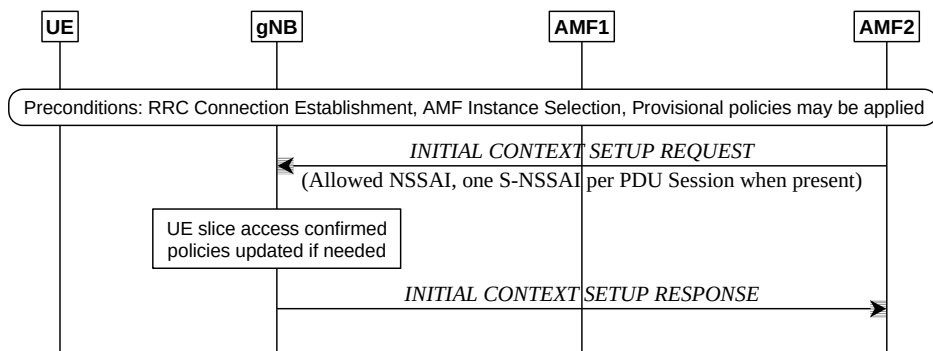 UE
gNB
AMF1
AMF2
Preconditions: RRC Connection Establishment, AMF Instance Selection, Provisional policies may be applied
INITIAL CONTEXT SETUP REQUEST
(Allowed NSSAI, one S-NSSAI per PDU Session when present)
UE slice access confirmed
policies updated if needed
INITIAL CONTEXT SETUP RESPONSE